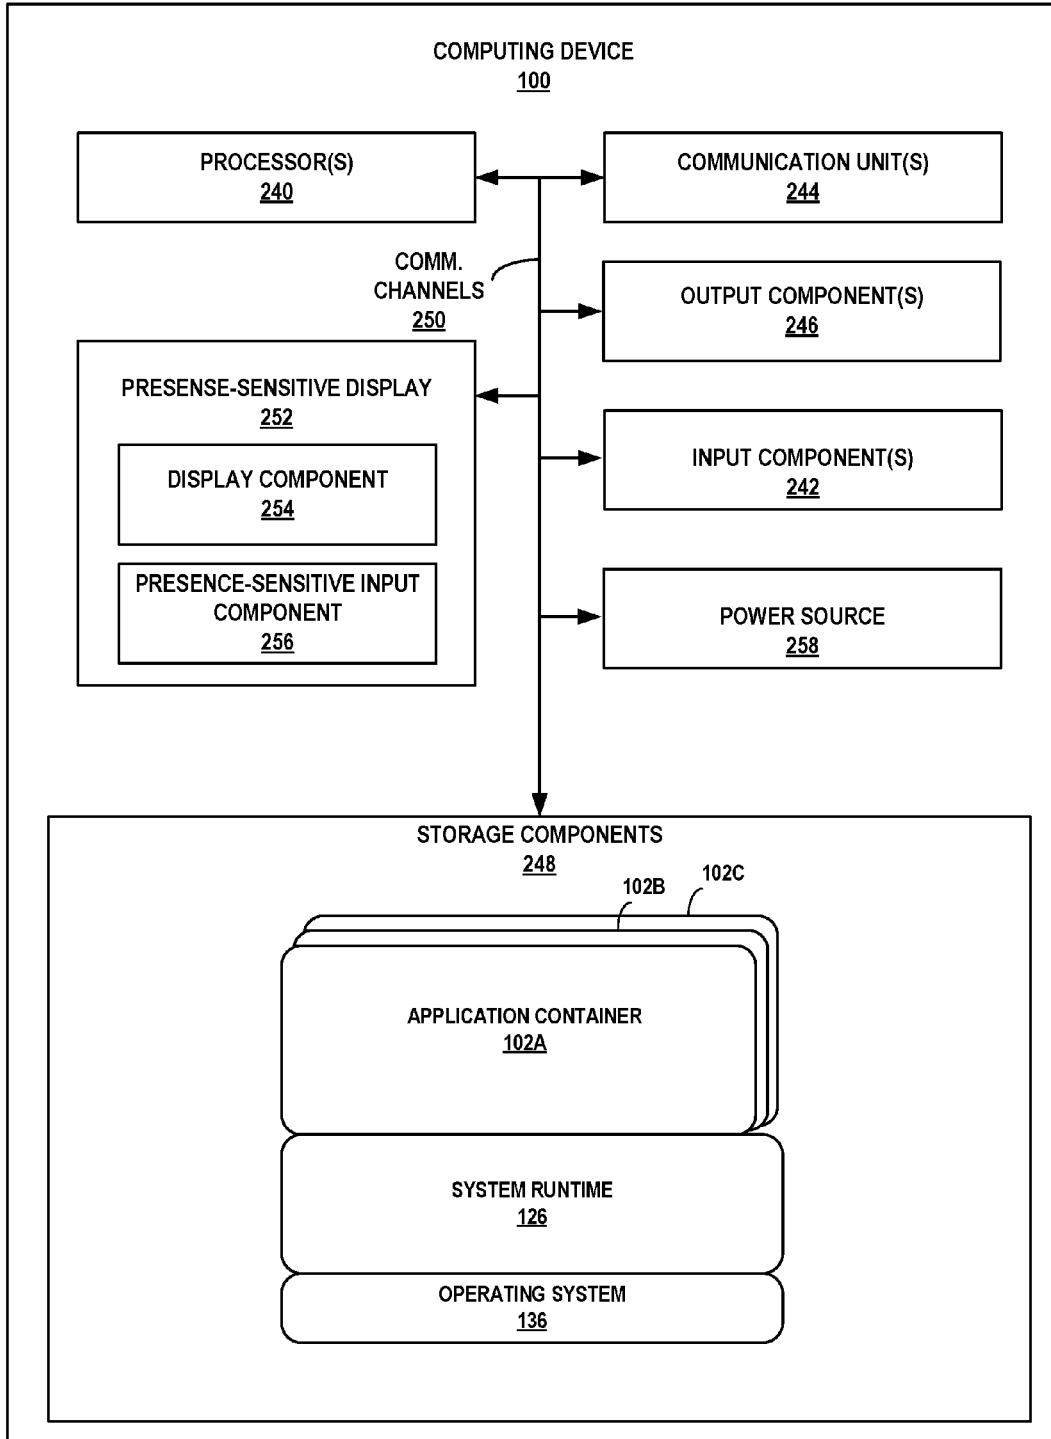 COMPUTING DEVICE
100
PROCESSOR(S)
240
COMMUNICATION UNIT(S)
244
COMM.
CHANNELS
250
OUTPUT COMPONENT(S)
246
PRESENSE-SENSITIVE DISPLAY
252
DISPLAY COMPONENT
254
PRESENCE-SENSITIVE INPUT
COMPONENT
256
INPUT COMPONENT(S)
242
POWER SOURCE
258
STORAGE COMPONENTS
248
102B
102C
APPLICATION CONTAINER
102A
SYSTEM RUNTIME
126
OPERATING SYSTEM
136